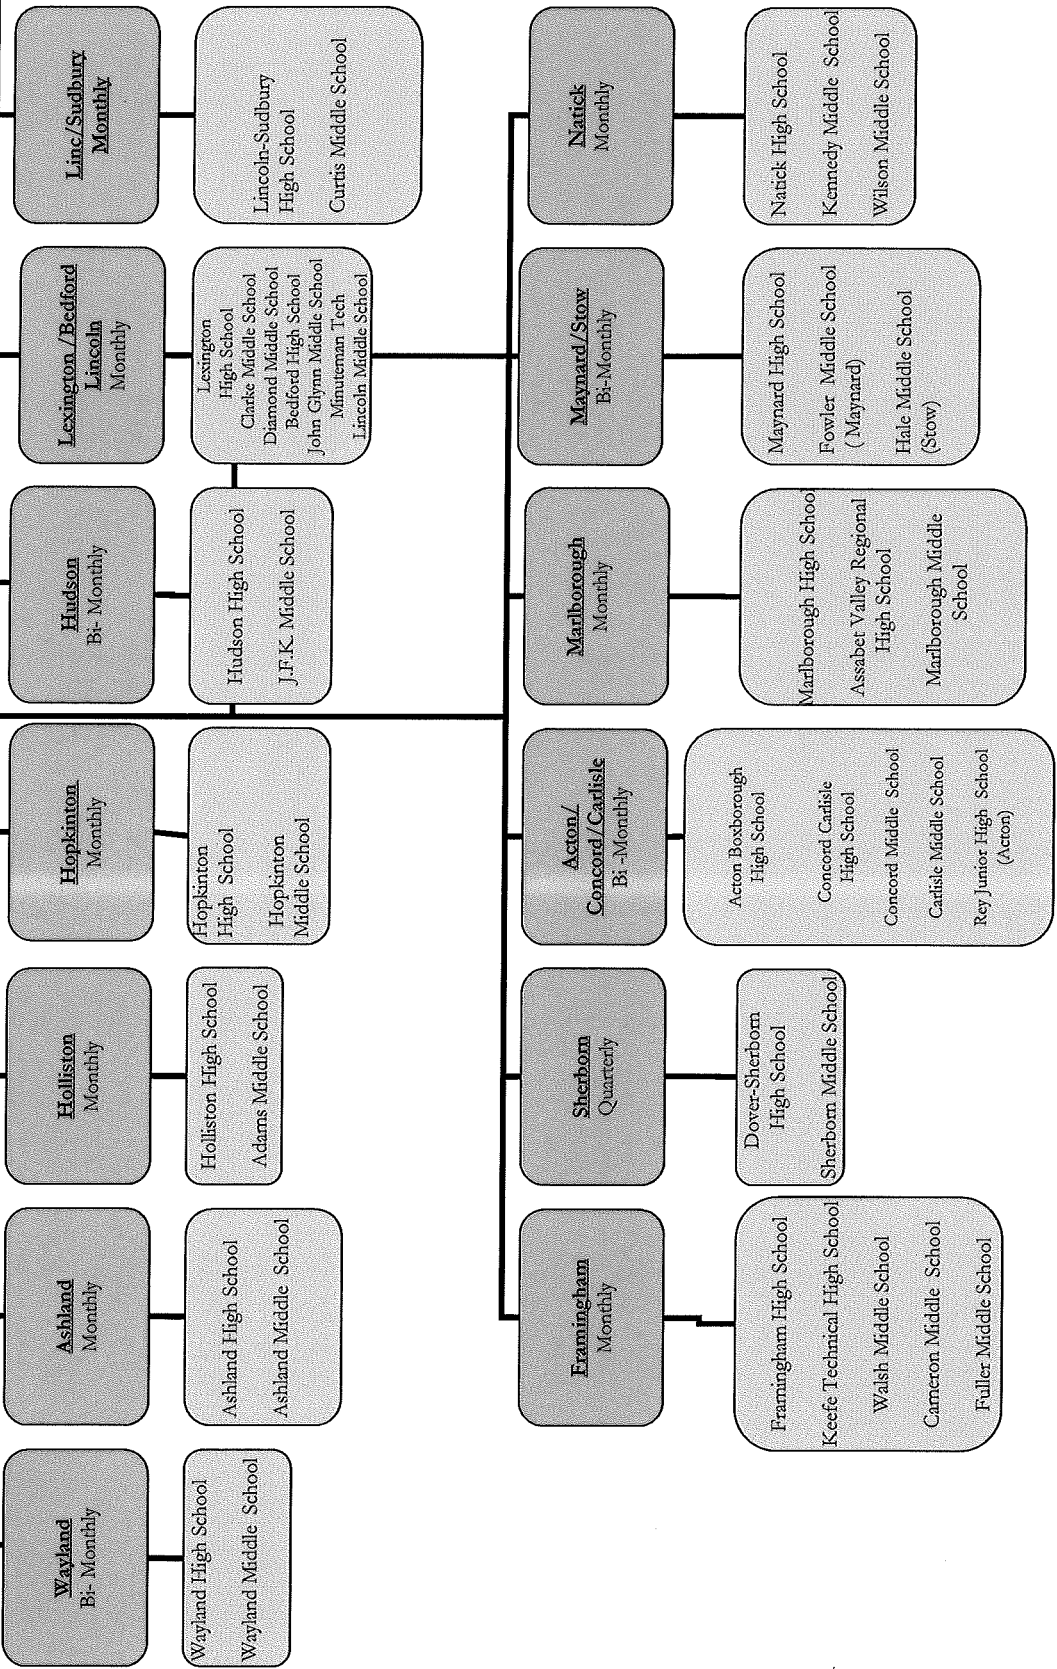 Wayland
Bi- Monthly
Wayland High School
Wayland Middle School
Ashland
Monthly
Ashland High School
Ashland Middle School
Holliston
Monthly
Holliston High School
Adams Middle School
Hopkinton
Monthly
Hopkinton
High School
Hopkinton
Middle School
Hudson
Bi- Monthly
Hudson High School
J.F.K. Middle School
Lexington /Bedford
Lincoln
Monthly
Lexington
High School
Clarke Middle School
Diamond Middle School
Bedford High School
John Glynn Middle School
Minuteman Tech
Lincoln Middle School
Linc/Sudbury
Monthly
Lincoln-Sudbury
High School
Curtis Middle School
Framingham
Monthly
Framingham High School
Keefe Technical High School
Walsh Middle School
Cameron Middle School
Fuller Middle School
Sherborn
Quarterly
Dover-Sherborn
High School
Sherborn Middle School
Acton/
Concord/Carlisle
Bi -Monthly
Acton Boxborough
High School
Concord Carlisle
High School
Concord Middle School
Carlisle Middle School
Rey Junior High School
(Acton)
Marlborough
Monthly
Marlborough High School
Assabet Valley Regional
High School
Marlborough Middle
School
Maynard/Stow
Bi-Monthly
Maynard High School
Fowler Middle School
( Maynard)
Hale Middle School
(Stow)
Natick
Monthly
Natick High School
Kennedy Middle School
Wilson Middle School